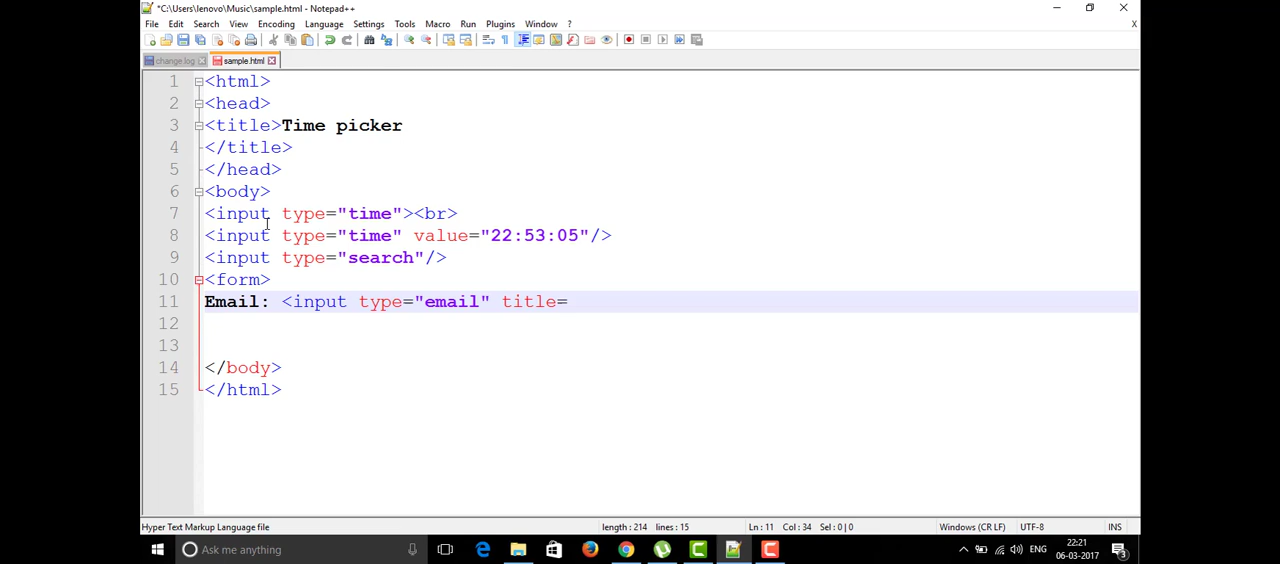 *C:\Users\lenovo\Music\sample.html - Notepad++
File Edit Search View Encoding Language Settings Tools Macro Run Plugins Window ? X
change.log sample.html
1 <html>
2 <head>
3 <title>Time picker
4 </title>
5 </head>
6 <body>
7 <input type="time"><br>
8 <input type="time" value="22:53:05"/>
9 <input type="search"/>
10 <form>
11 Email: <input type="email" title=
12
13
14 </body>
15 </html>
Hyper Text Markup Language file length : 214 lines : 15 Ln : 11 Col : 34 Sel : 0 | 0 Windows (CR LF) UTF-8 INS
Ask me anything ENG 22:21
06-03-2017